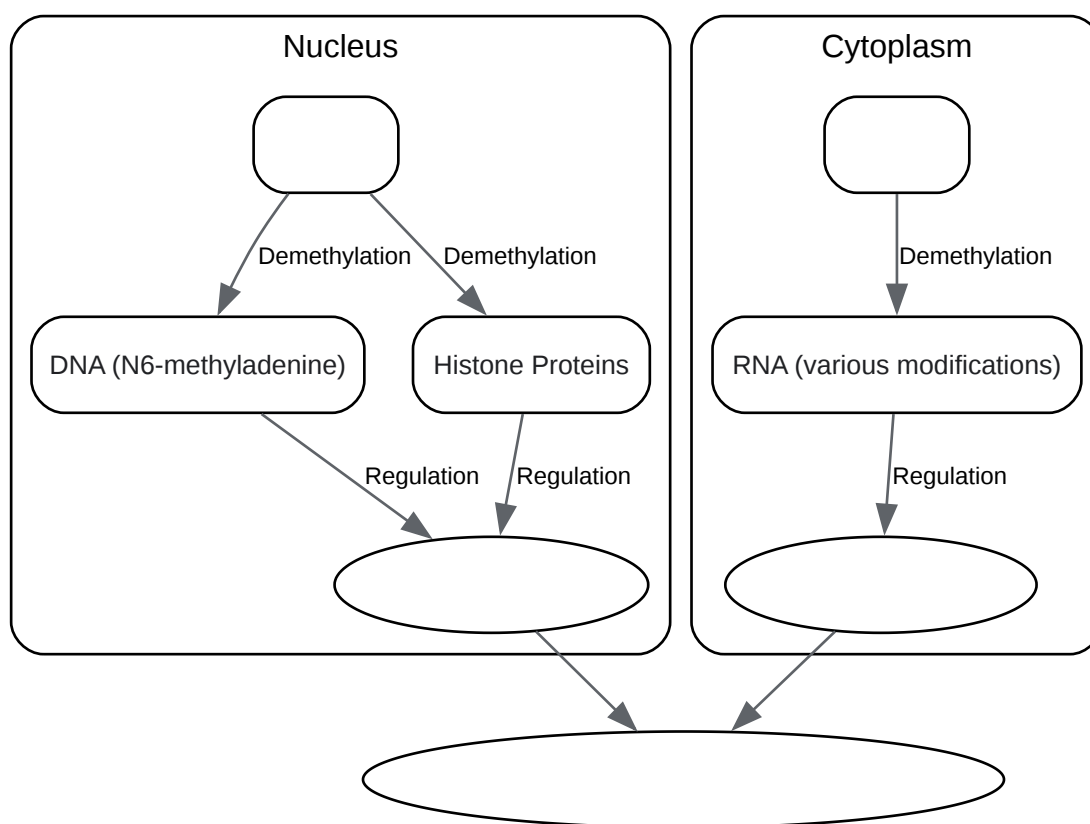 Nucleus
Cytoplasm
Demethylation
Demethylation
Demethylation
DNA (N6-methyladenine)
Histone Proteins
RNA (various modifications)
Regulation
Regulation
Regulation